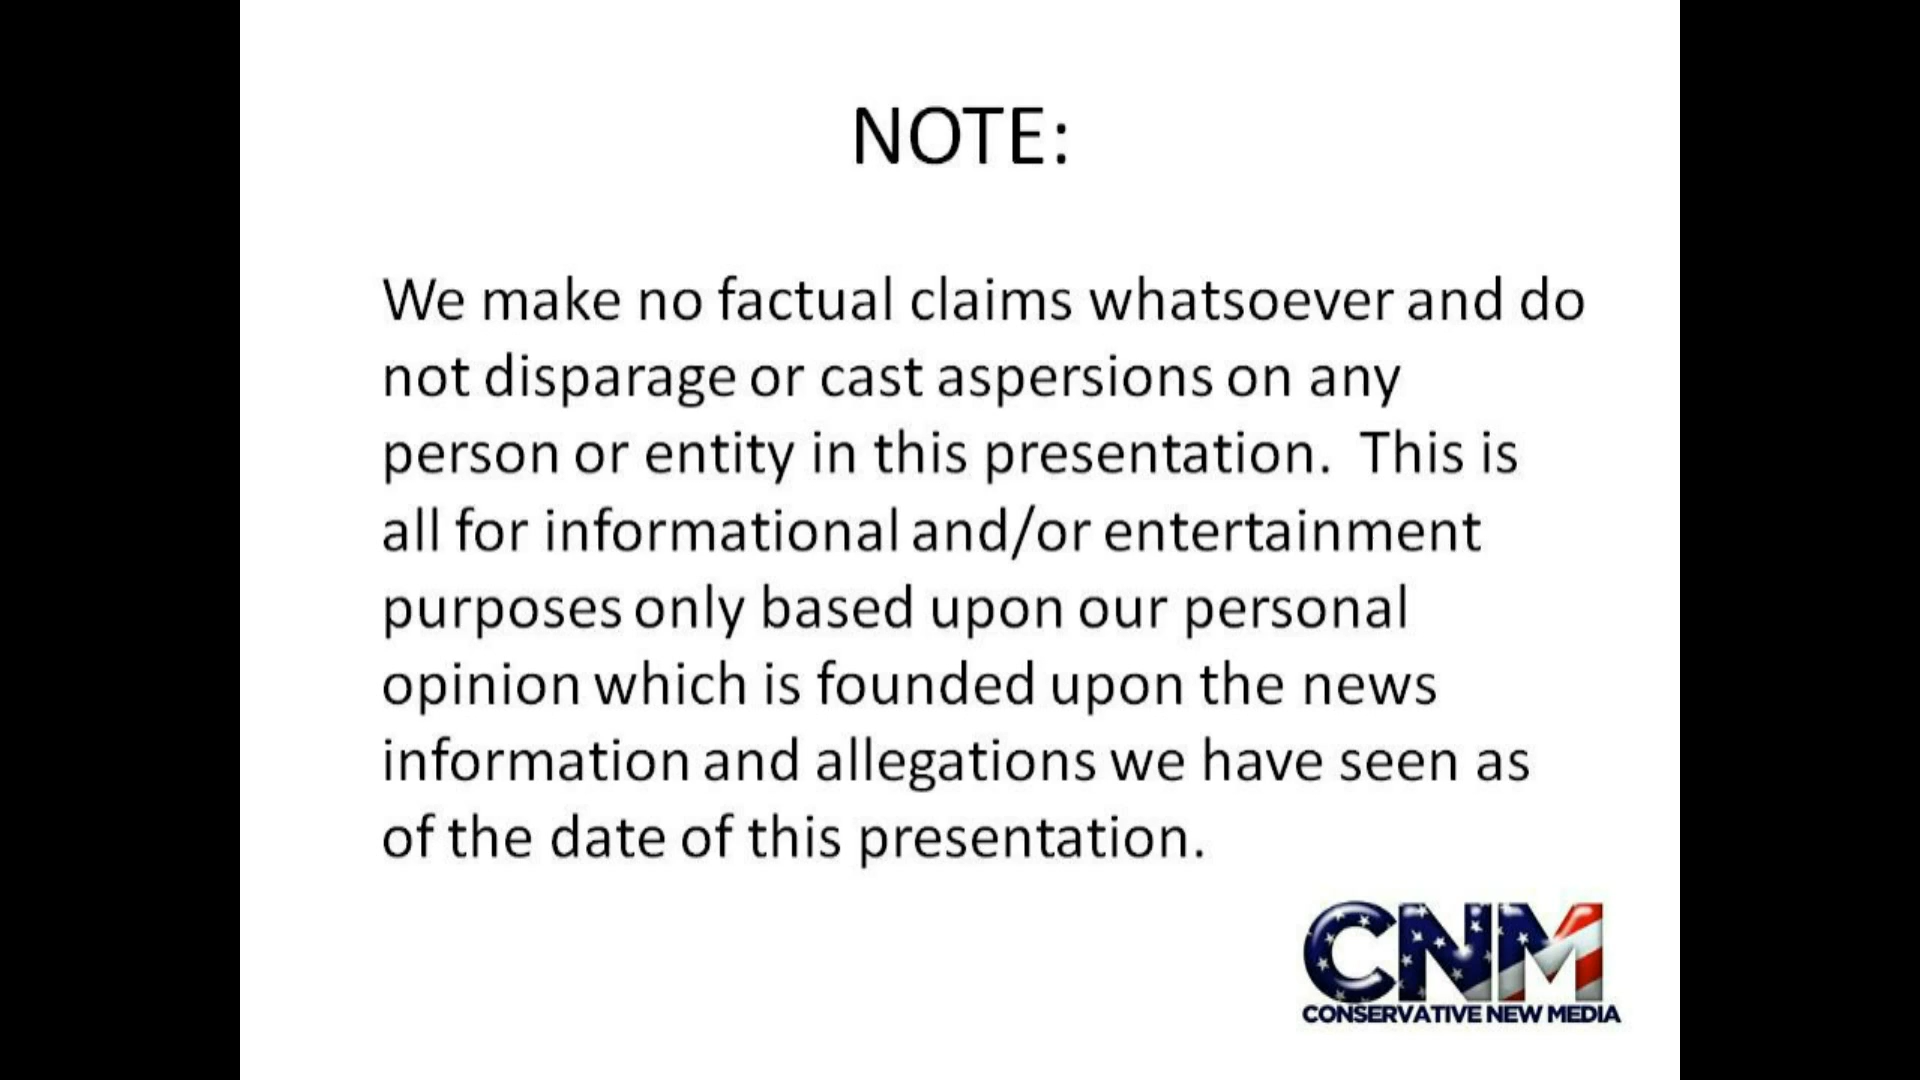 NOTE:
We make no factual claims whatsoever and do
not disparage or cast aspersions on any
person or entity in this presentation.  This is
all for informational and/or entertainment
purposes only based upon our personal
opinion which is founded upon the news
information and allegations we have seen as
of the date of this presentation.
CNM
CONSERVATIVE NEW MEDIA